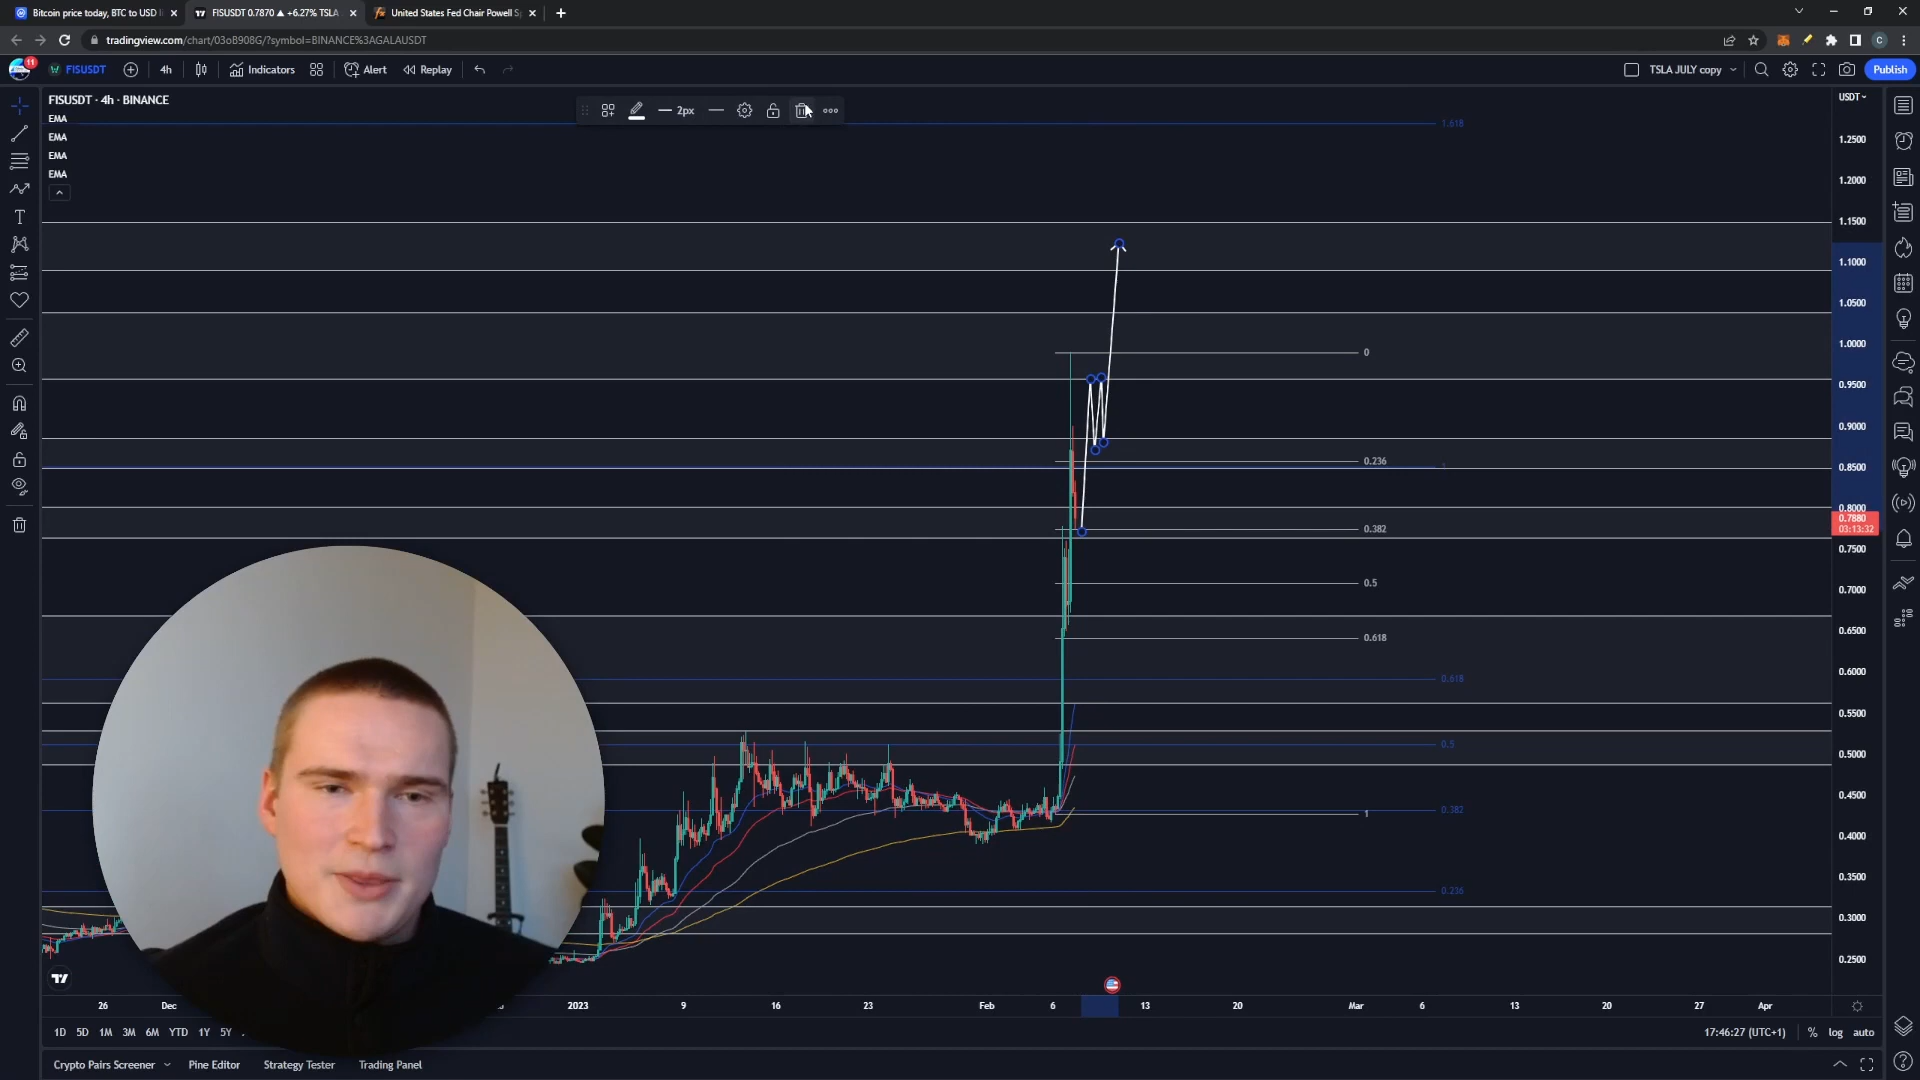 Bitcoin price today, BTC to USD li
FISUSDT 0.7870 ▲ +6.27% TSLA
United States Fed Chair Powell Sp
tradingview.com/chart/03oB908G/?symbol=BINANCE%3AGALAUSDT
C
11
FISUSDT
4h
Indicators
Alert
Replay
TSLA JULY copy
Publish
FISUSDT · 4h · BINANCE
EMA
EMA
EMA
EMA
2px
USDT
1.618
1.2500
1.2000
1.1500
1.1000
1.0500
1.0000
0
0.9500
0.9000
0.236
0.8500
0.8000
0.7880
03:13:32
0.382
0.7500
0.5
0.7000
0.6500
0.618
0.6000
0.618
0.5500
0.5
0.5000
0.4500
0.382
1
0.4000
0.3500
0.236
0.3000
0.2500
26
Dec
2023
9
16
23
Feb
6
13
20
Mar
6
13
20
27
Apr
1D 5D 1M 3M 6M YTD 1Y 5Y
17:46:27 (UTC+1) % log auto
Crypto Pairs Screener Pine Editor Strategy Tester Trading Panel